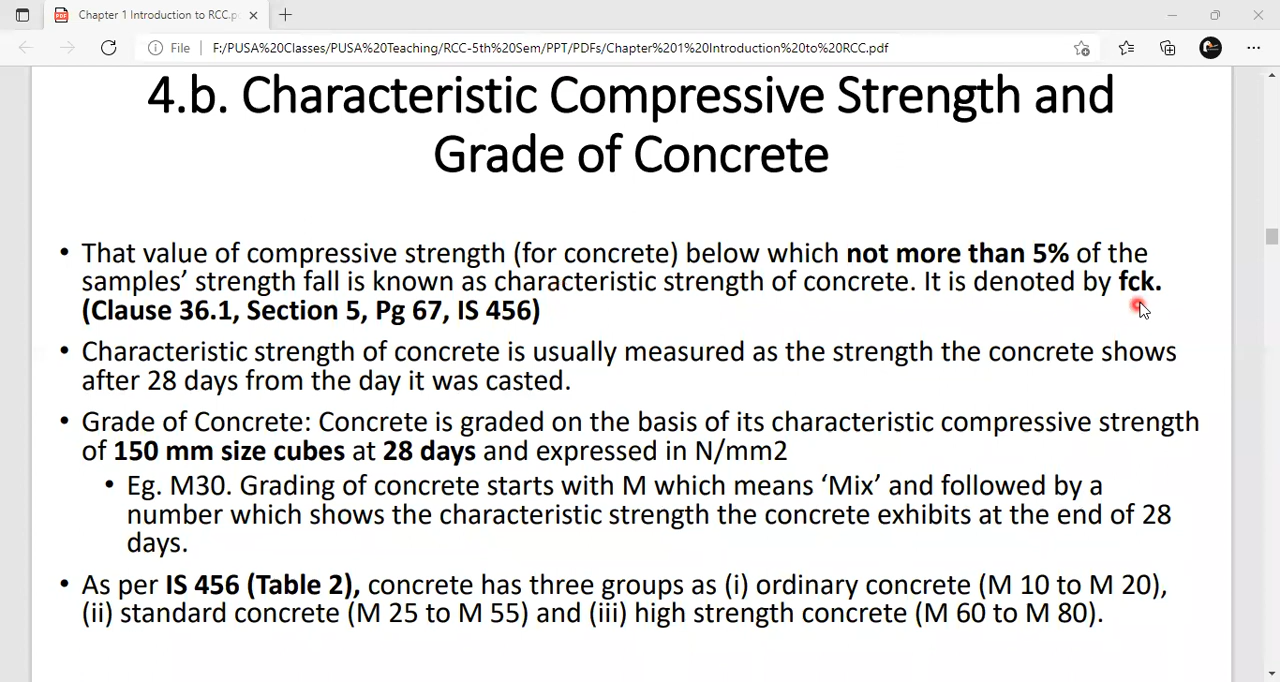 Chapter 1 Introduction to RCC.p
File F:/PUSA%20Classes/PUSA%20Teaching/RCC-5th%20Sem/PPT/PDFs/Chapter%201%20Introduction%20to%20RCC.pdf
4.b. Characteristic Compressive Strength and
Grade of Concrete
• That value of compressive strength (for concrete) below which not more than 5% of the
samples’ strength fall is known as characteristic strength of concrete. It is denoted by fck.
(Clause 36.1, Section 5, Pg 67, IS 456)
• Characteristic strength of concrete is usually measured as the strength the concrete shows
after 28 days from the day it was casted.
• Grade of Concrete: Concrete is graded on the basis of its characteristic compressive strength
of 150 mm size cubes at 28 days and expressed in N/mm2
• Eg. M30. Grading of concrete starts with M which means ‘Mix’ and followed by a
number which shows the characteristic strength the concrete exhibits at the end of 28
days.
• As per IS 456 (Table 2), concrete has three groups as (i) ordinary concrete (M 10 to M 20),
(ii) standard concrete (M 25 to M 55) and (iii) high strength concrete (M 60 to M 80).